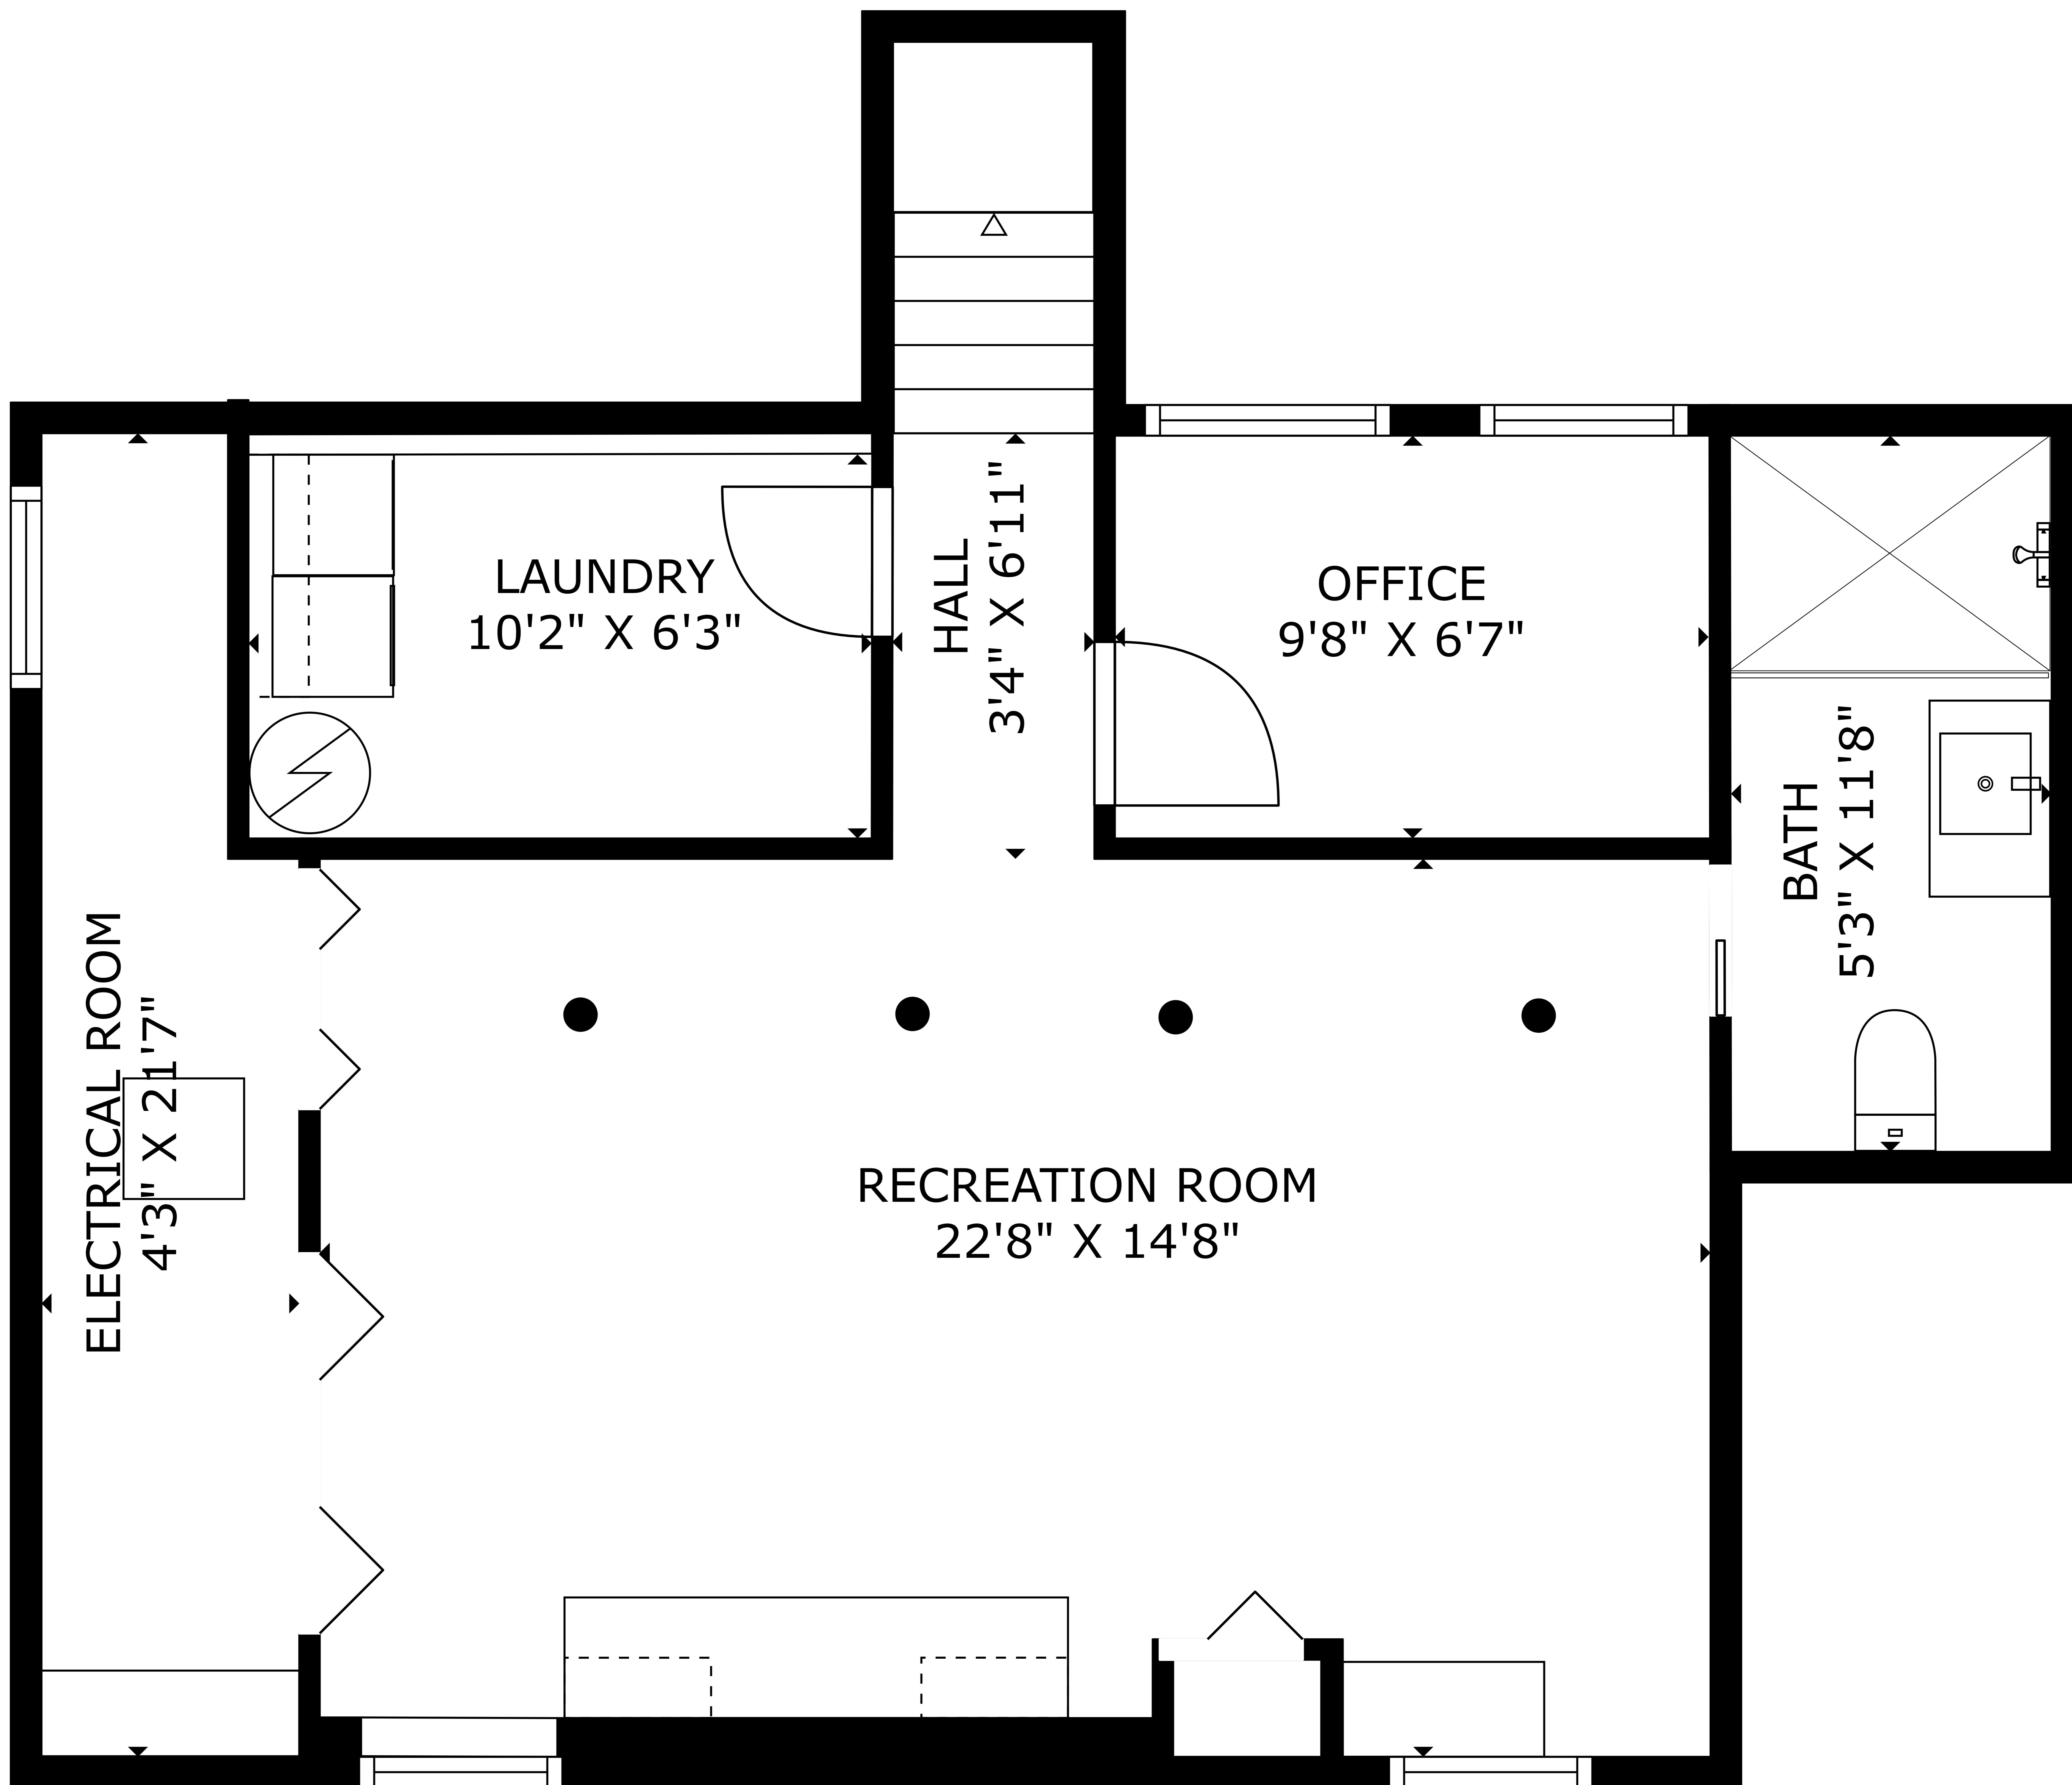 LAUNDRY
10'2" X 6'3"
HALL
3'4" X 6'11"
OFFICE
9'8" X 6'7"
BATH
5'3" X 11'8"
ELECTRICAL ROOM
4'3" X 21'7"
RECREATION ROOM
22'8" X 14'8"